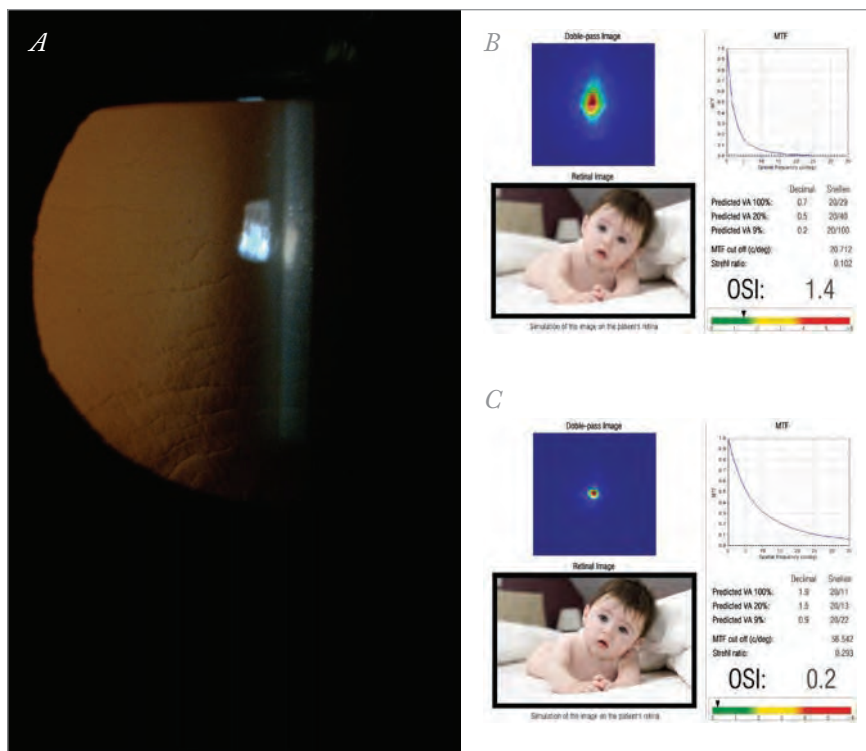 A
B
Doble-pass Image
MTF
Retinal Image
Decimal Snellen
Predicted VA 100%: 0.7 20/29
Predicted VA 20%: 0.5 20/40
Predicted VA 9%: 0.2 20/100
MTF cut off (c/deg): 20.712
Strehl ratio: 0.102
OSI: 1.4
Simulation of the image on the patient's retina
C
Doble-pass Image
MTF
Retinal Image
Decimal Snellen
Predicted VA 100%: 1.9 20/11
Predicted VA 20%: 1.5 20/13
Predicted VA 9%: 0.9 20/22
MTF cut off (c/deg): 56.542
Strehl ratio: 0.293
OSI: 0.2
Simulation of the image on the patient's retina